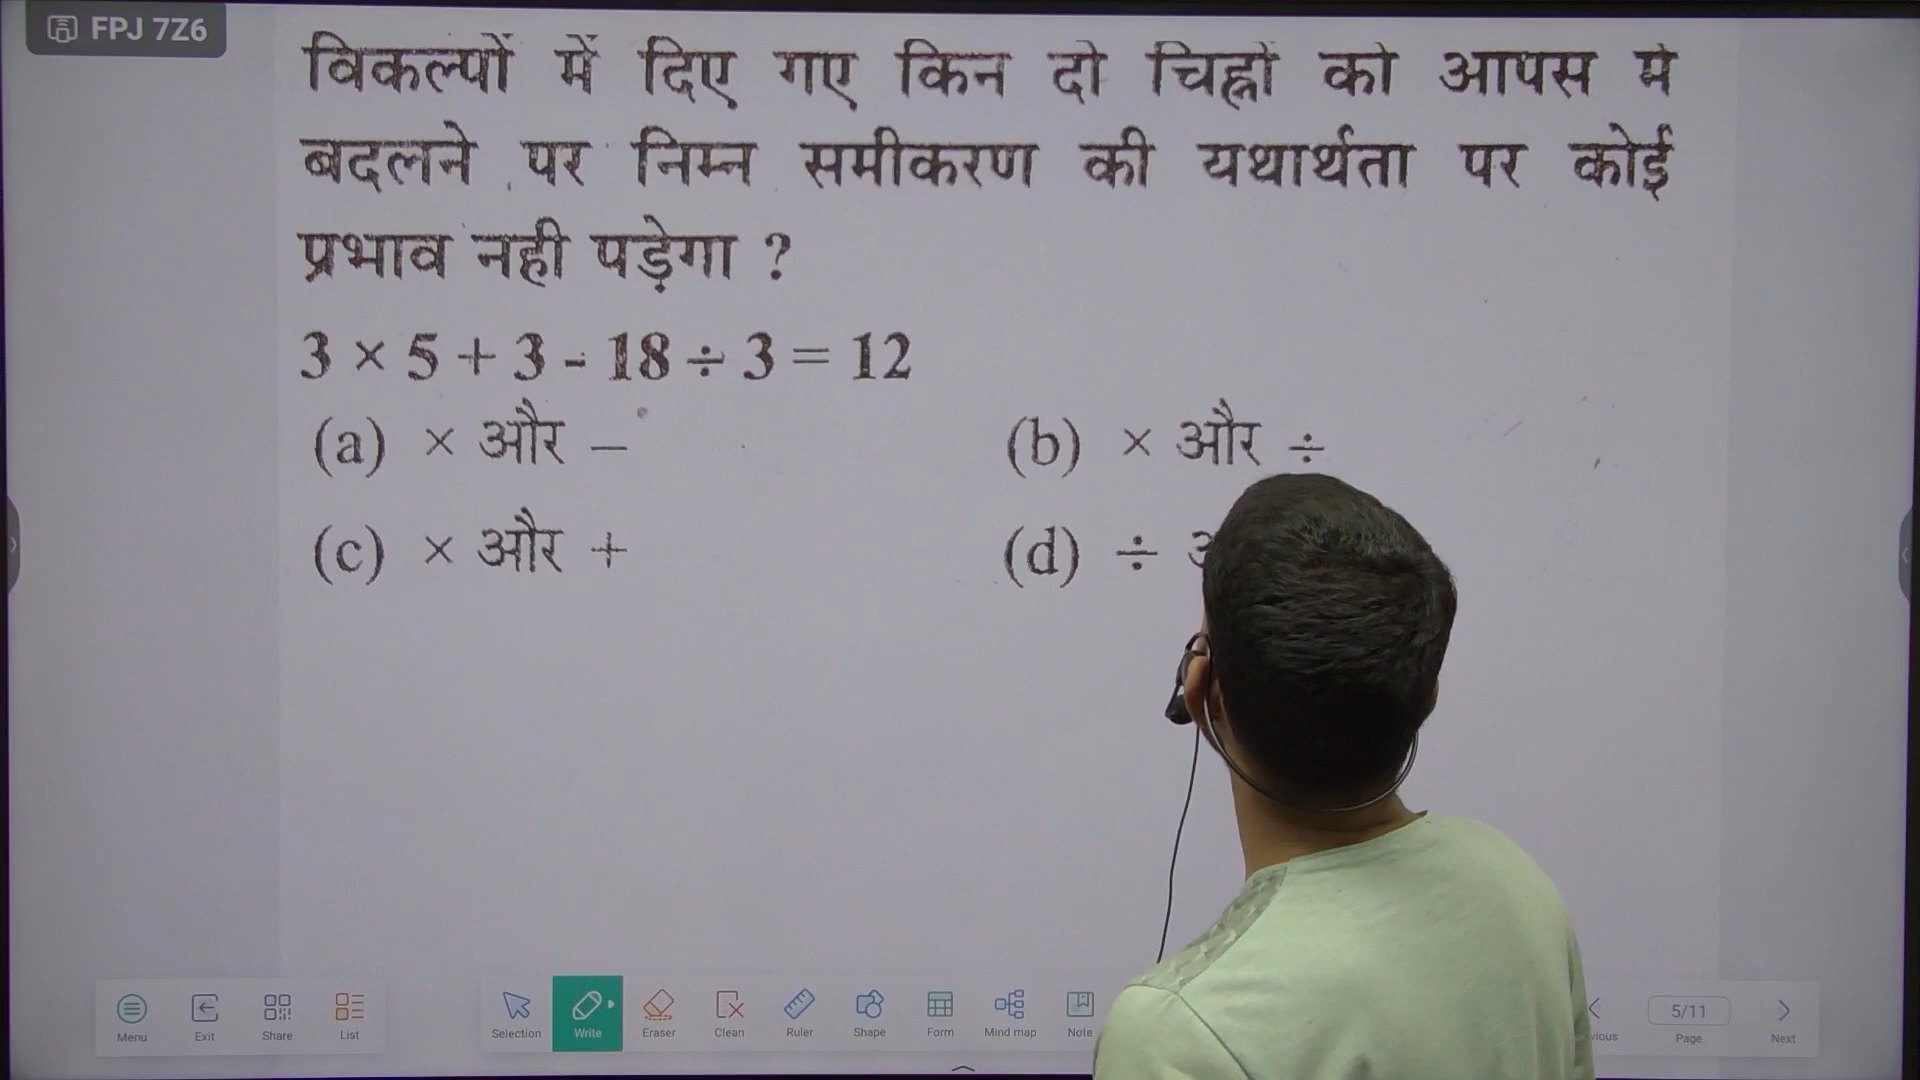 FPJ 7Z6
विकल्पों में दिए गए किन दो चिह्नों को आपस मे
बदलने पर निम्न समीकरण की यथार्थता पर कोई
प्रभाव नही पड़ेगा ?
3 × 5 + 3 - 18 ÷ 3 = 12
(a) × और − (b) × और ÷
(c) × और + (d) ÷
Menu Exit Share List Selection Write Eraser Clean Ruler Shape Form Mind map Note 5/11 Page Next